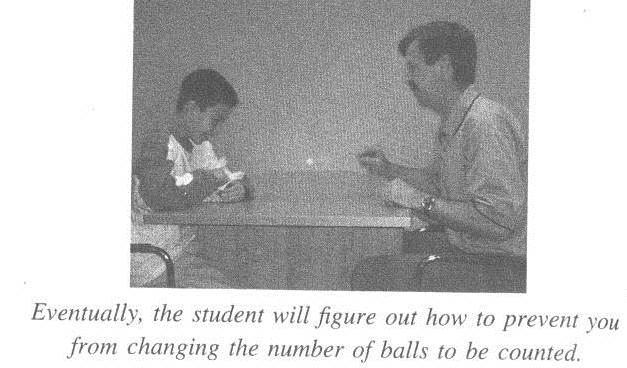 Eventually, the student will figure out how to prevent you
from changing the number of balls to be counted.